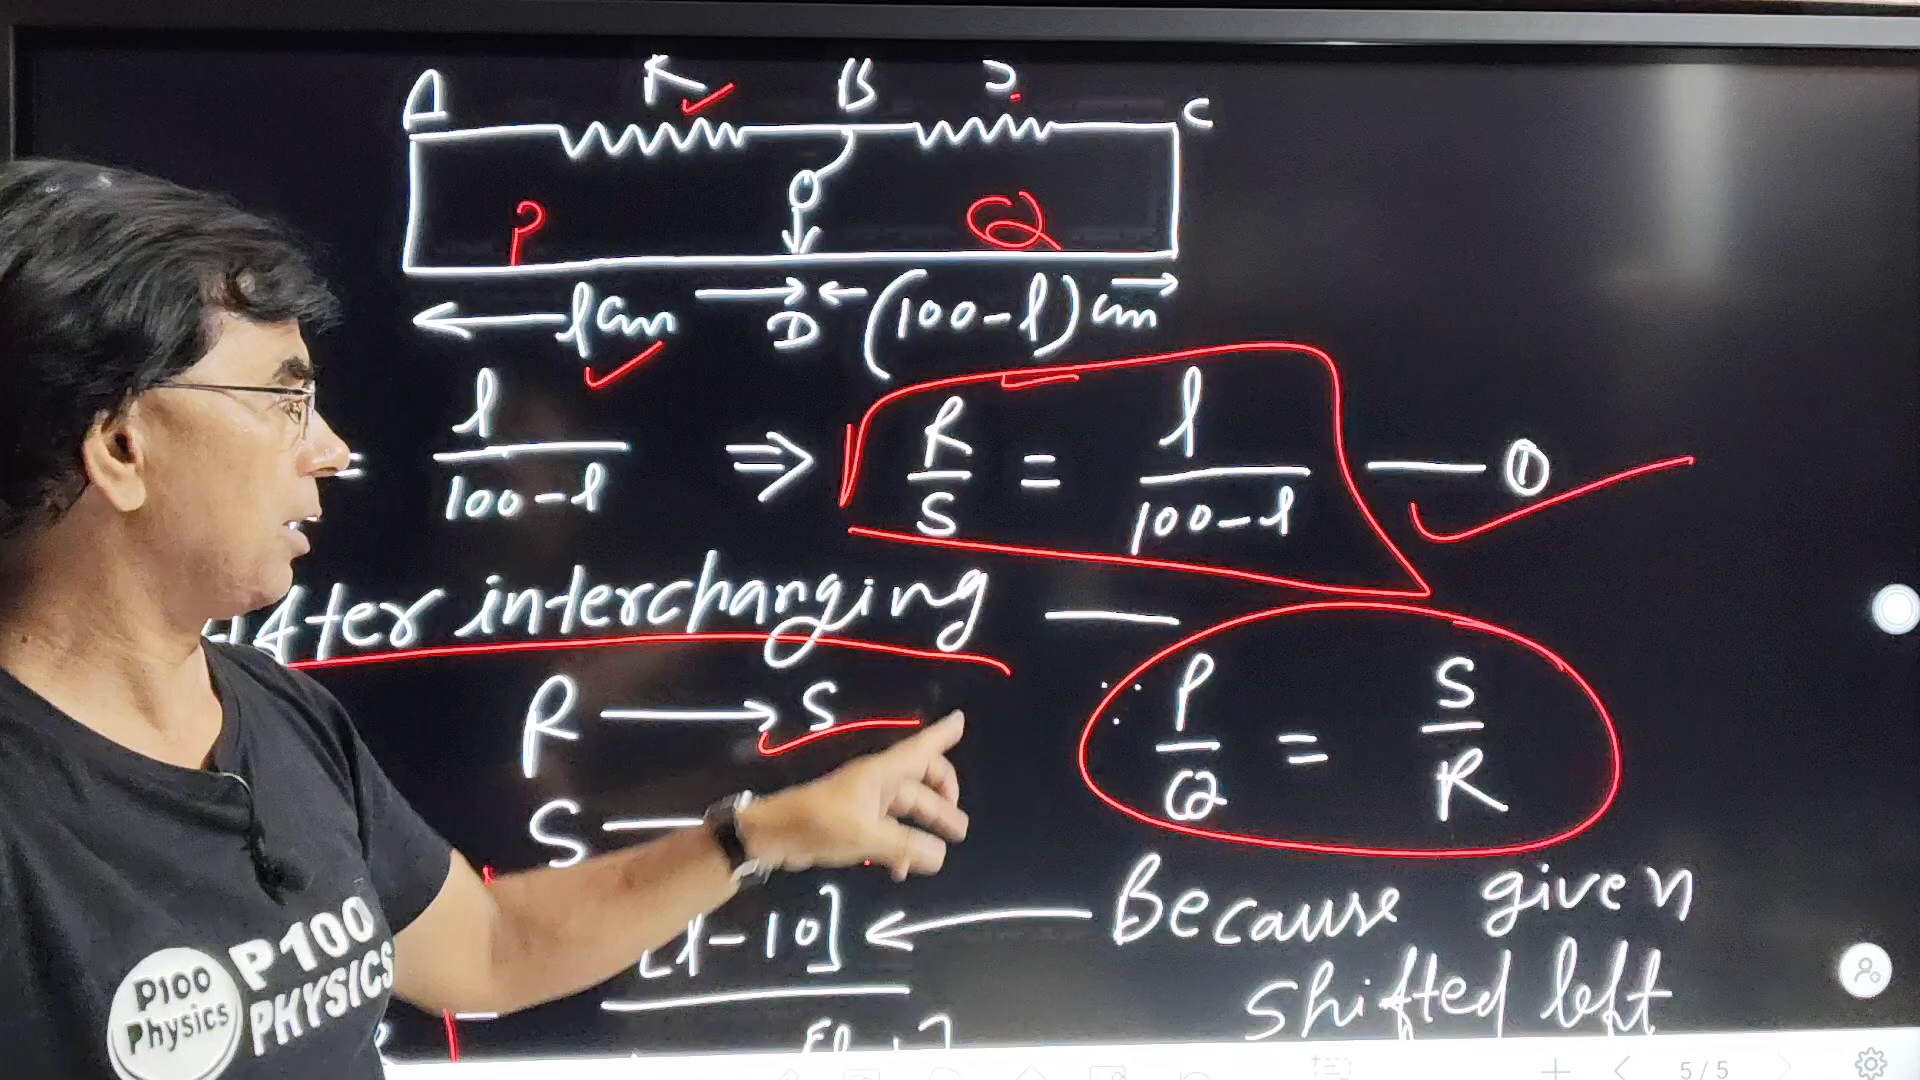 A R B S C
P Q
l cm D (100-l) cm
= l/100-l ⇒ R/S = l/100-l — ①
After interchanging —
R → S ∴ P/Q = S/R
S —
[l-10] ← Because given
shifted left
P100
Physics
P100
PHYSICS
5/5